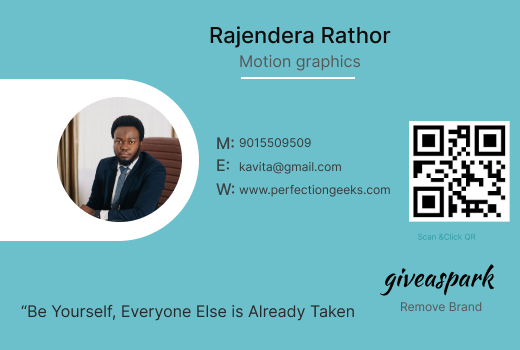 Rajendera Rathor
Motion graphics
M: 9015509509
E: kavita@gmail.com
W: www.perfectiongeeks.com
Scan &Click QR
giveaspark
Remove Brand
“Be Yourself, Everyone Else is Already Taken